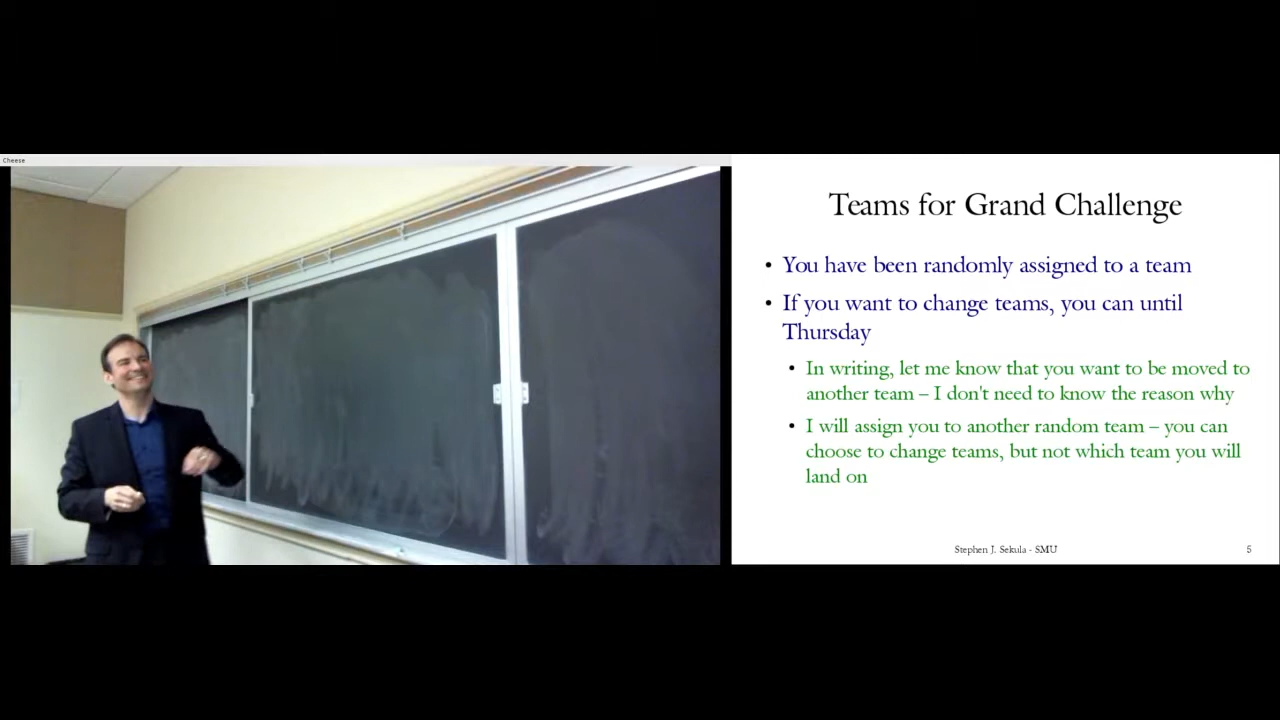 Cheese
Teams for Grand Challenge
• You have been randomly assigned to a team
• If you want to change teams, you can until
Thursday
• In writing, let me know that you want to be moved to
another team – I don't need to know the reason why
• I will assign you to another random team – you can
choose to change teams, but not which team you will
land on
Stephen J. Sekula - SMU
5